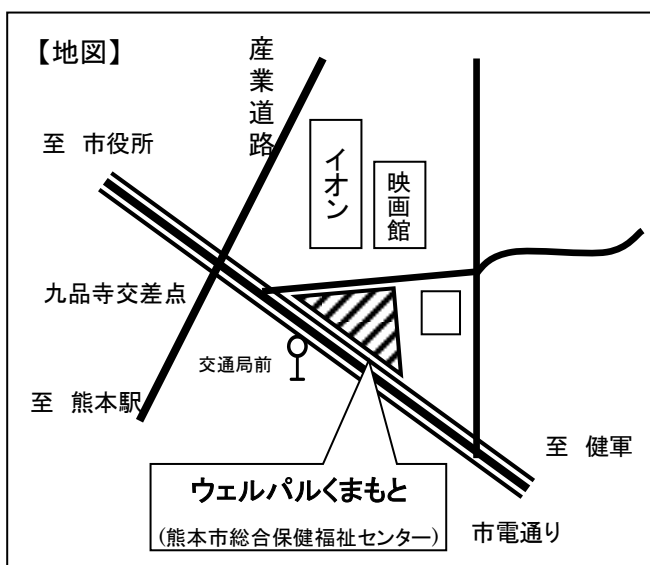 【地図】
産業道路
至 市役所
イオン
映画館
九品寺交差点
交通局前
至 熊本駅
至 健軍
ウェルパルくまもと
(熊本市総合保健福祉センター)
市電通り